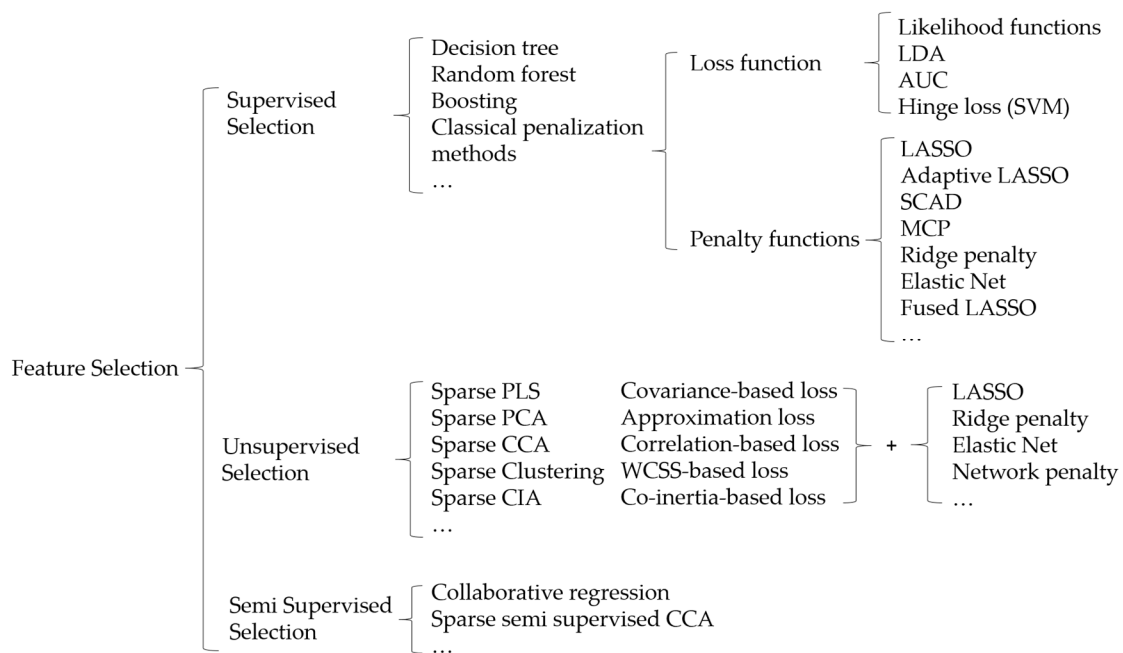 Feature Selection
Supervised
Selection
Decision tree
Random forest
Boosting
Classical penalization
methods
…
Loss function
Likelihood functions
LDA
AUC
Hinge loss (SVM)
Penalty functions
LASSO
Adaptive LASSO
SCAD
MCP
Ridge penalty
Elastic Net
Fused LASSO
…
Unsupervised
Selection
Sparse PLS
Sparse PCA
Sparse CCA
Sparse Clustering
Sparse CIA
…
Covariance-based loss
Approximation loss
Correlation-based loss
WCSS-based loss
Co-inertia-based loss
+
LASSO
Ridge penalty
Elastic Net
Network penalty
…
Semi Supervised
Selection
Collaborative regression
Sparse semi supervised CCA
…